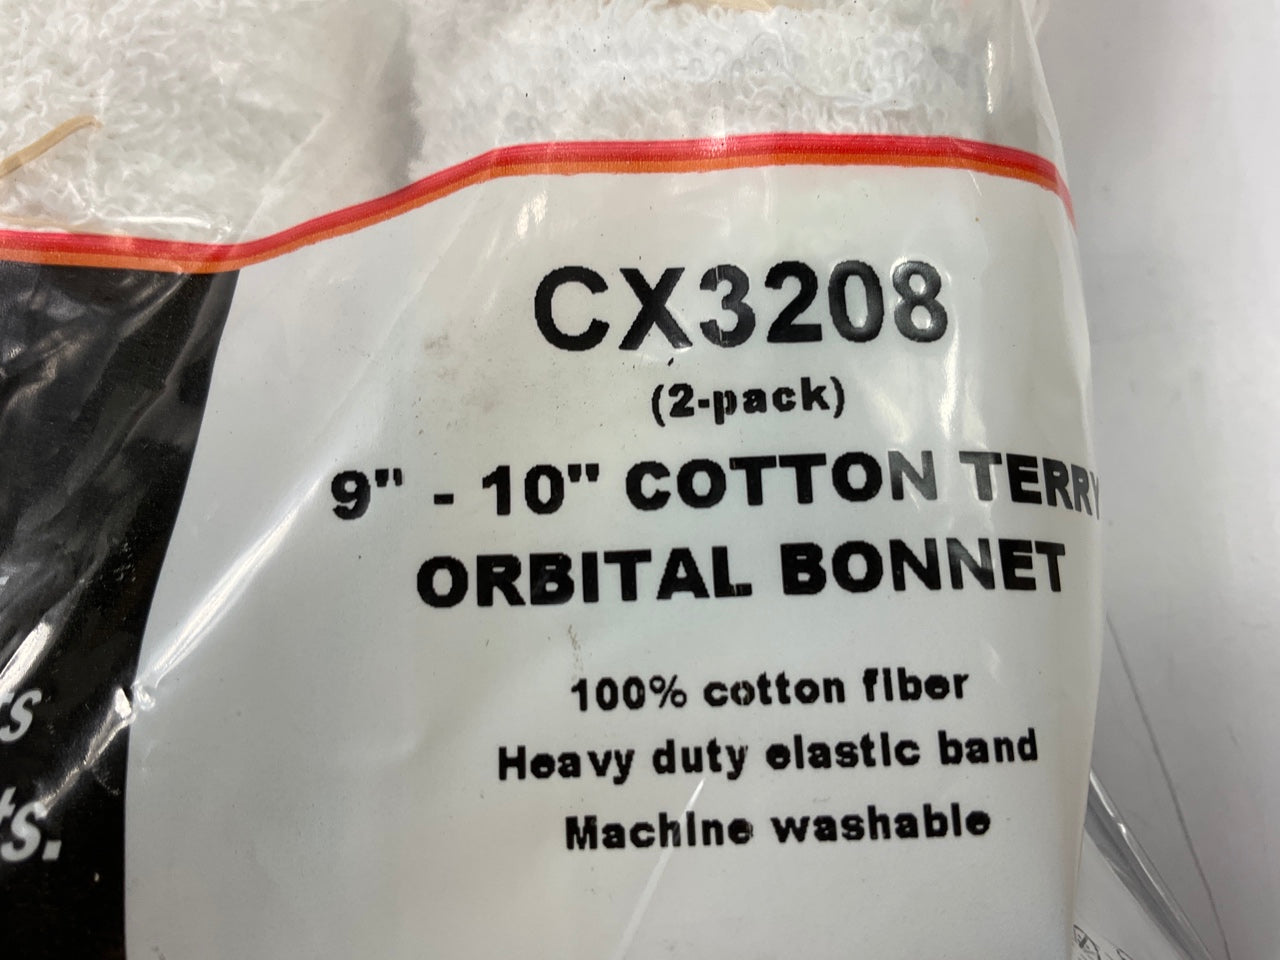 CX3208
(2-pack)
9" - 10" COTTON TERRY
ORBITAL BONNET
100% cotton fiber
Heavy duty elastic band
Machine washable